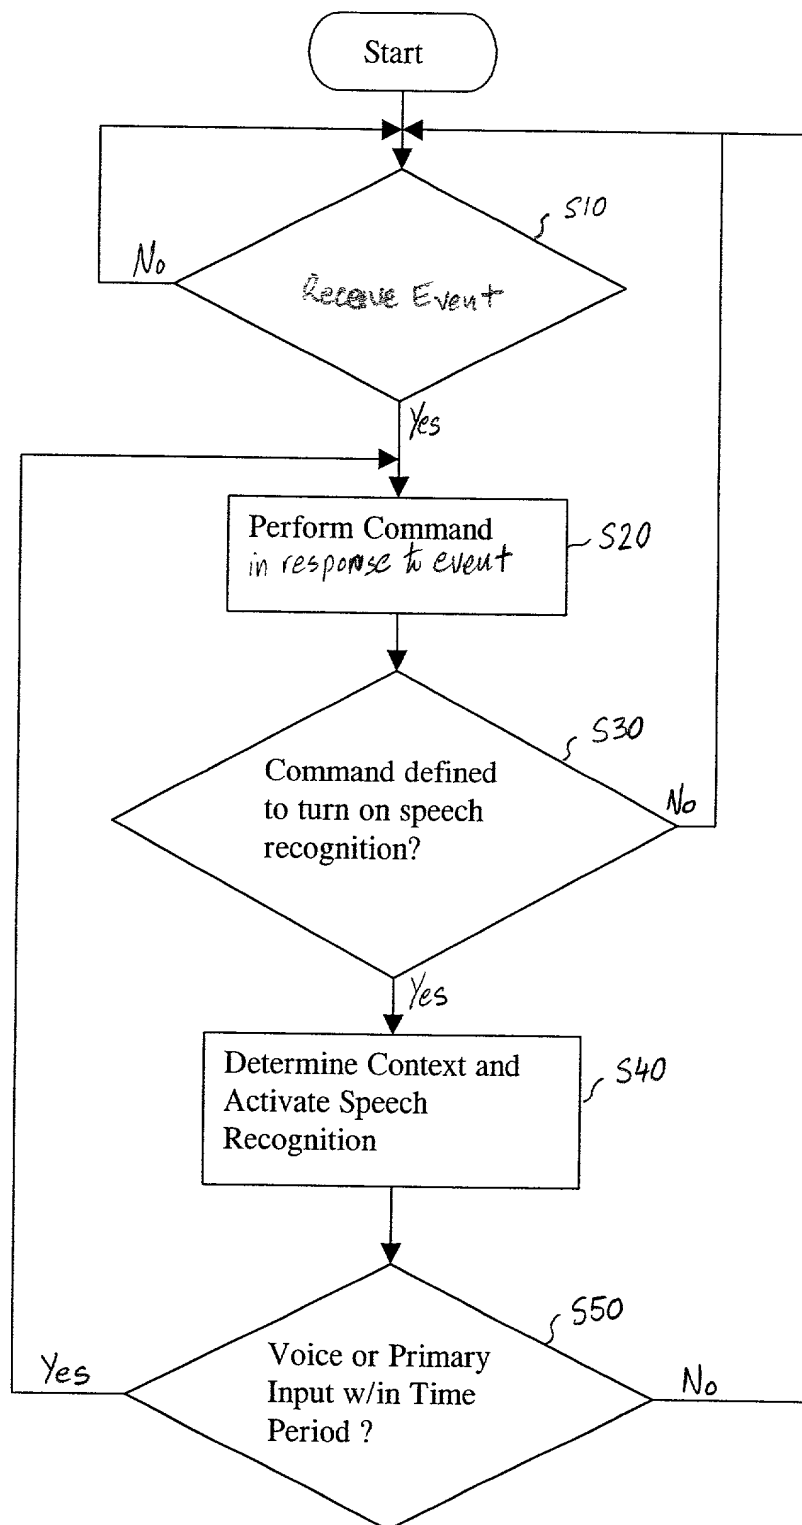 Start
S10
No
Receive Event
Yes
Perform Command
in response to event
S20
S30
Command defined
to turn on speech
recognition?
No
Yes
Determine Context and
Activate Speech
Recognition
S40
S50
Voice or Primary
Input w/in Time
Period ?
Yes
No